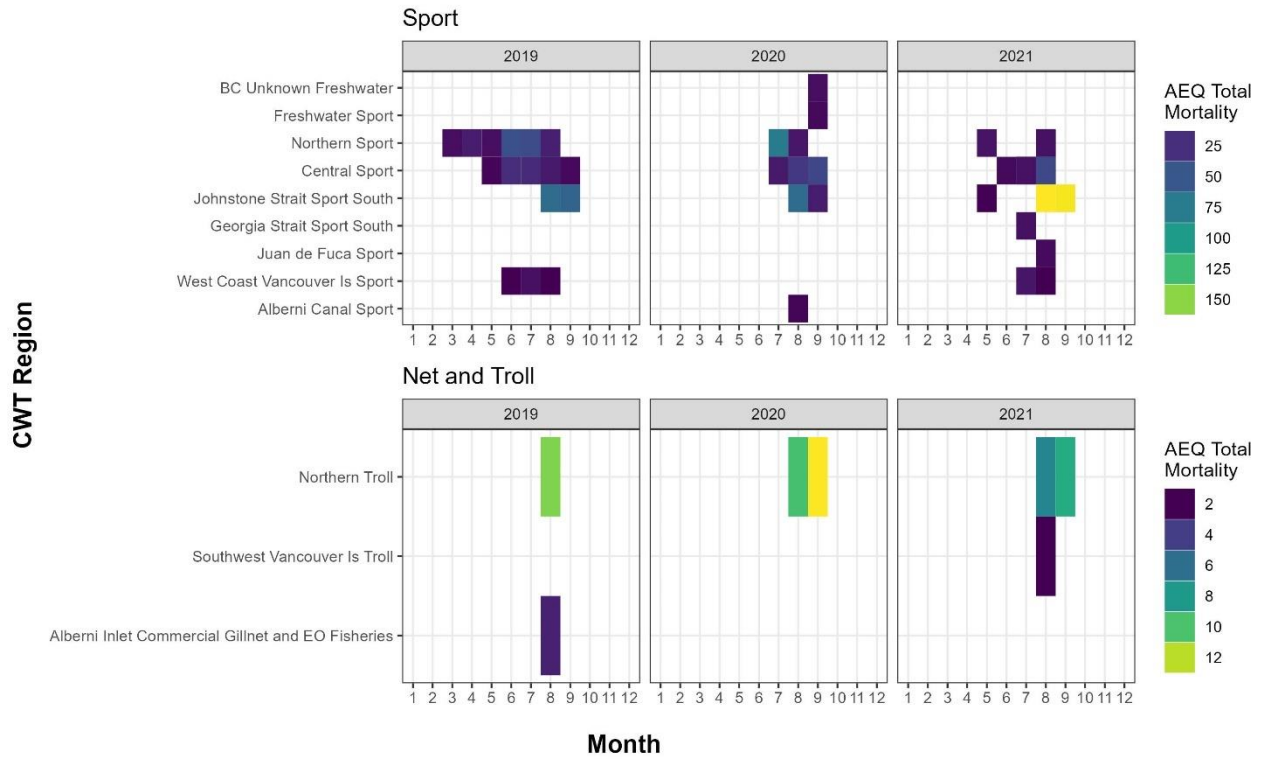 Sport
2019
2020
2021
BC Unknown Freshwater
Freshwater Sport
Northern Sport
Central Sport
Johnstone Strait Sport South
Georgia Strait Sport South
Juan de Fuca Sport
West Coast Vancouver Is Sport
Alberni Canal Sport
1 2 3 4 5 6 7 8 9 10 11 12
1 2 3 4 5 6 7 8 9 10 11 12
1 2 3 4 5 6 7 8 9 10 11 12
AEQ Total
Mortality
25
50
75
100
125
150
CWT Region
Net and Troll
2019
2020
2021
Northern Troll
Southwest Vancouver Is Troll
Alberni Inlet Commercial Gillnet and EO Fisheries
1 2 3 4 5 6 7 8 9 10 11 12
1 2 3 4 5 6 7 8 9 10 11 12
1 2 3 4 5 6 7 8 9 10 11 12
AEQ Total
Mortality
2
4
6
8
10
12
Month